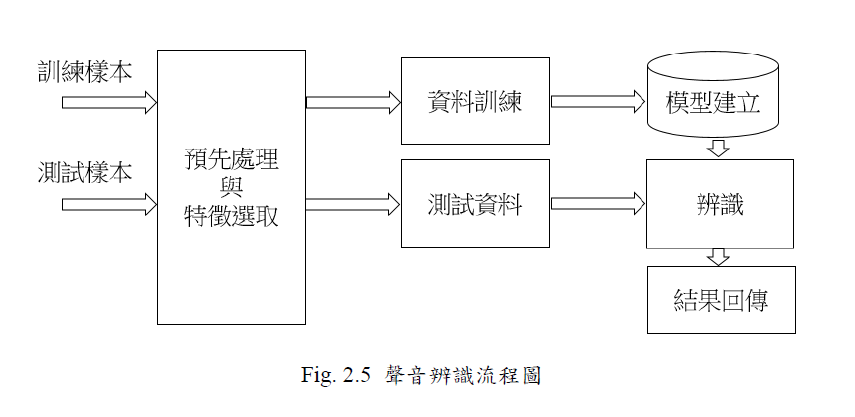 訓練樣本
測試樣本
預先處理
與
特徵選取
資料訓練
測試資料
模型建立
辨識
結果回傳
Fig. 2.5 聲音辨識流程圖